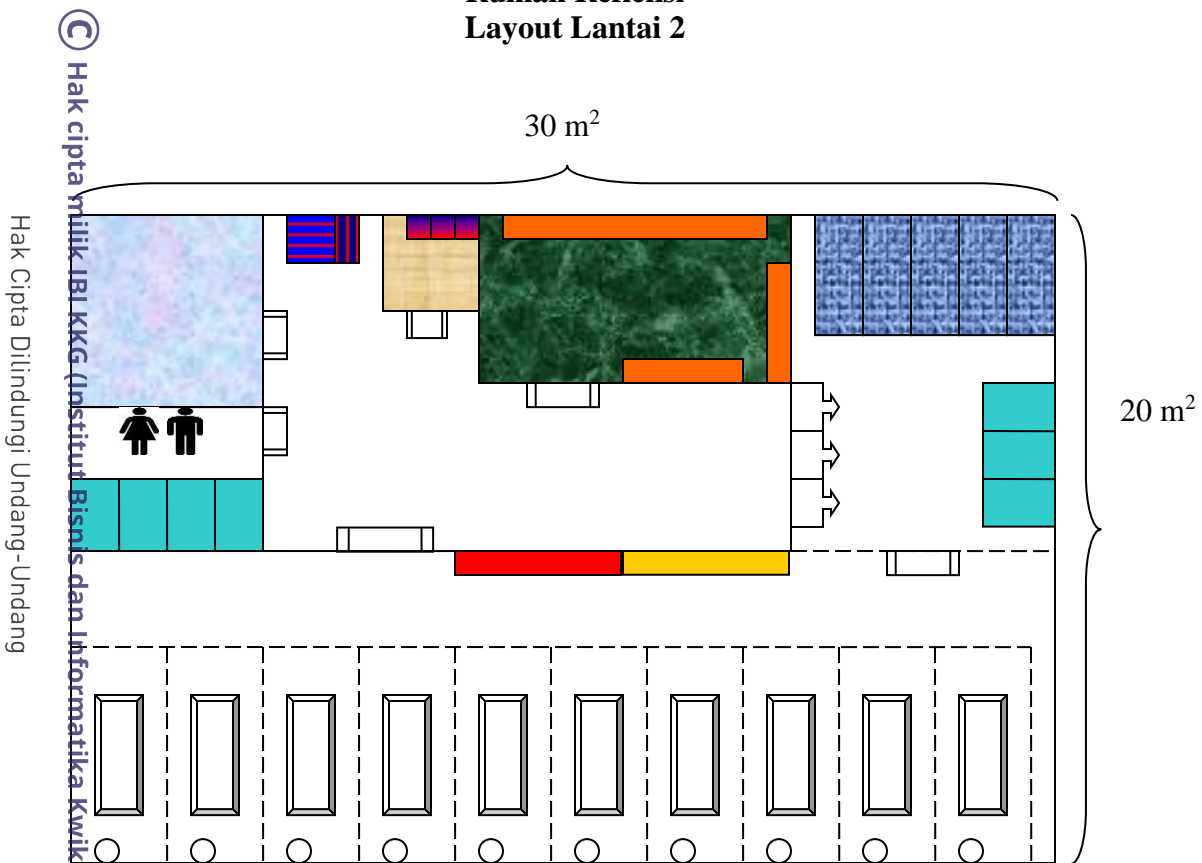 Layout Lantai 2
30 m²
20 m²
© Hak cipta milik IBI KKG (Institut Bisnis dan Informatika Kwik
Hak Cipta Dilindungi Undang-Undang